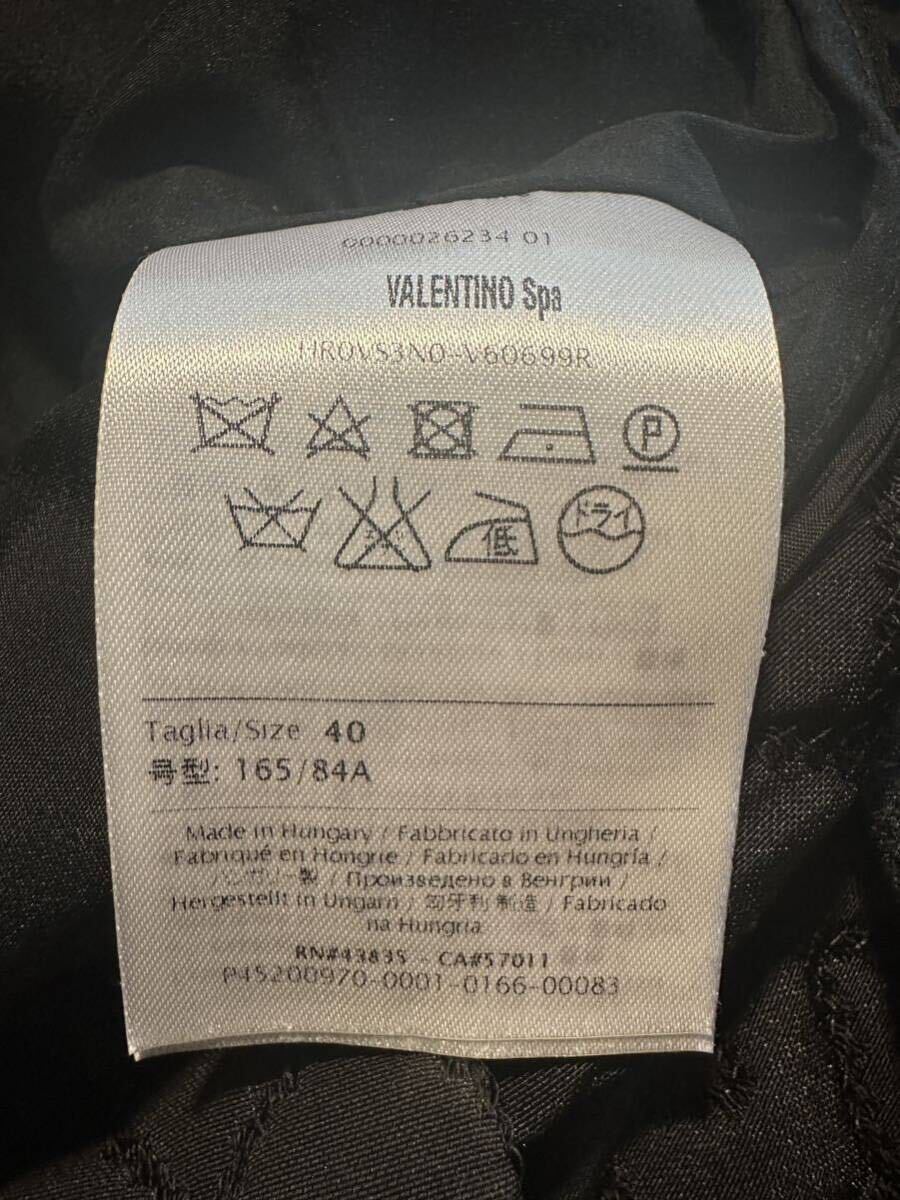 0000026234 01
VALENTINO Spa
HR0VS3N0-V60699R
P
低 ドライ
Taglia/Size 40
号型: 165/84A
Made in Hungary / Fabbricato in Ungheria /
Fabriqué en Hongrie / Fabricado en Hungría /
ハンガリー製 / Произведено в Венгрии /
Hergestellt in Ungarn / 匈牙利 制造 / Fabricado
na Hungria
RN#43835 - CA#57011
P45200970-0001-0166-00083